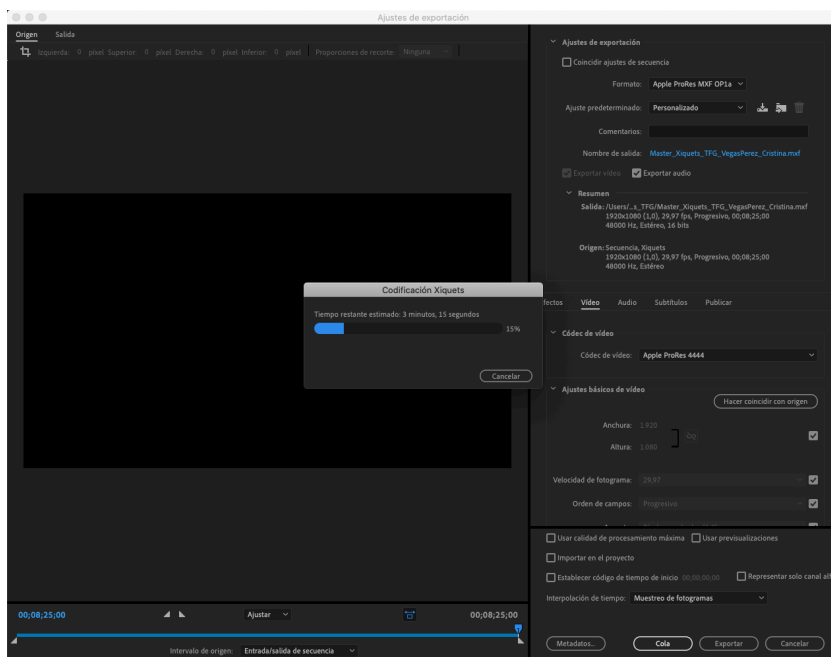 Ajustes de exportación
Origen Salida
Izquierda: 0 píxel Superior: 0 píxel Derecha: 0 píxel Inferior: 0 píxel Proporciones de recorte: Ninguna
Ajustes de exportación
Coincidir ajustes de secuencia
Formato: Apple ProRes MXF OP1a
Ajuste predeterminado: Personalizado
Comentarios:
Nombre de salida: Master_Xiquets_TFG_VegasPerez_Cristina.mxf
Exportar vídeo Exportar audio
Resumen
Salida: /Users/..s_TFG/Master_Xiquets_TFG_VegasPerez_Cristina.mxf
1920x1080 (1,0), 29,97 fps, Progresivo, 00;08;25;00
48000 Hz, Estéreo, 16 bits
Origen: Secuencia, Xiquets
1920x1080 (1,0), 29,97 fps, Progresivo, 00;08;25;00
48000 Hz, Estéreo
Codificación Xiquets
Tiempo restante estimado: 3 minutos, 15 segundos
15%
Cancelar
fectos Vídeo Audio Subtítulos Publicar
Códec de vídeo
Códec de vídeo: Apple ProRes 4444
Ajustes básicos de vídeo
Hacer coincidir con origen
Anchura: 1.920
Altura: 1.080
Velocidad de fotograma: 29,97
Orden de campos: Progresivo
Usar calidad de procesamiento máxima Usar previsualizaciones
Importar en el proyecto
Establecer código de tiempo de inicio 00;00;00;00 Representar solo canal alf
Interpolación de tiempo: Muestreo de fotogramas
00;08;25;00 Ajustar 00;08;25;00
Intervalo de origen: Entrada/salida de secuencia
Metadatos... Cola Exportar Cancelar